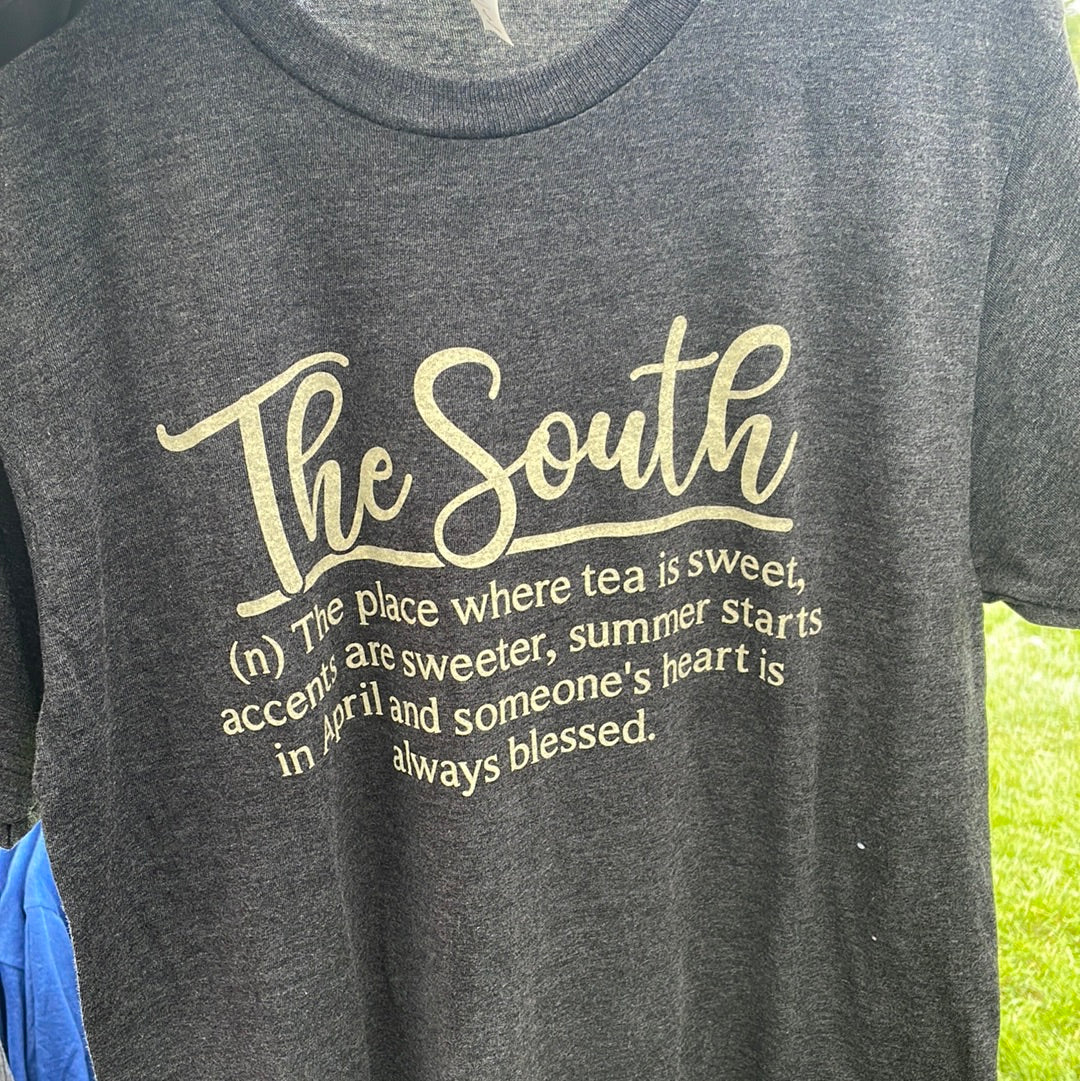 The South
(n) The place where tea is sweet,
accents are sweeter, summer starts
in April and someone's heart is
always blessed.